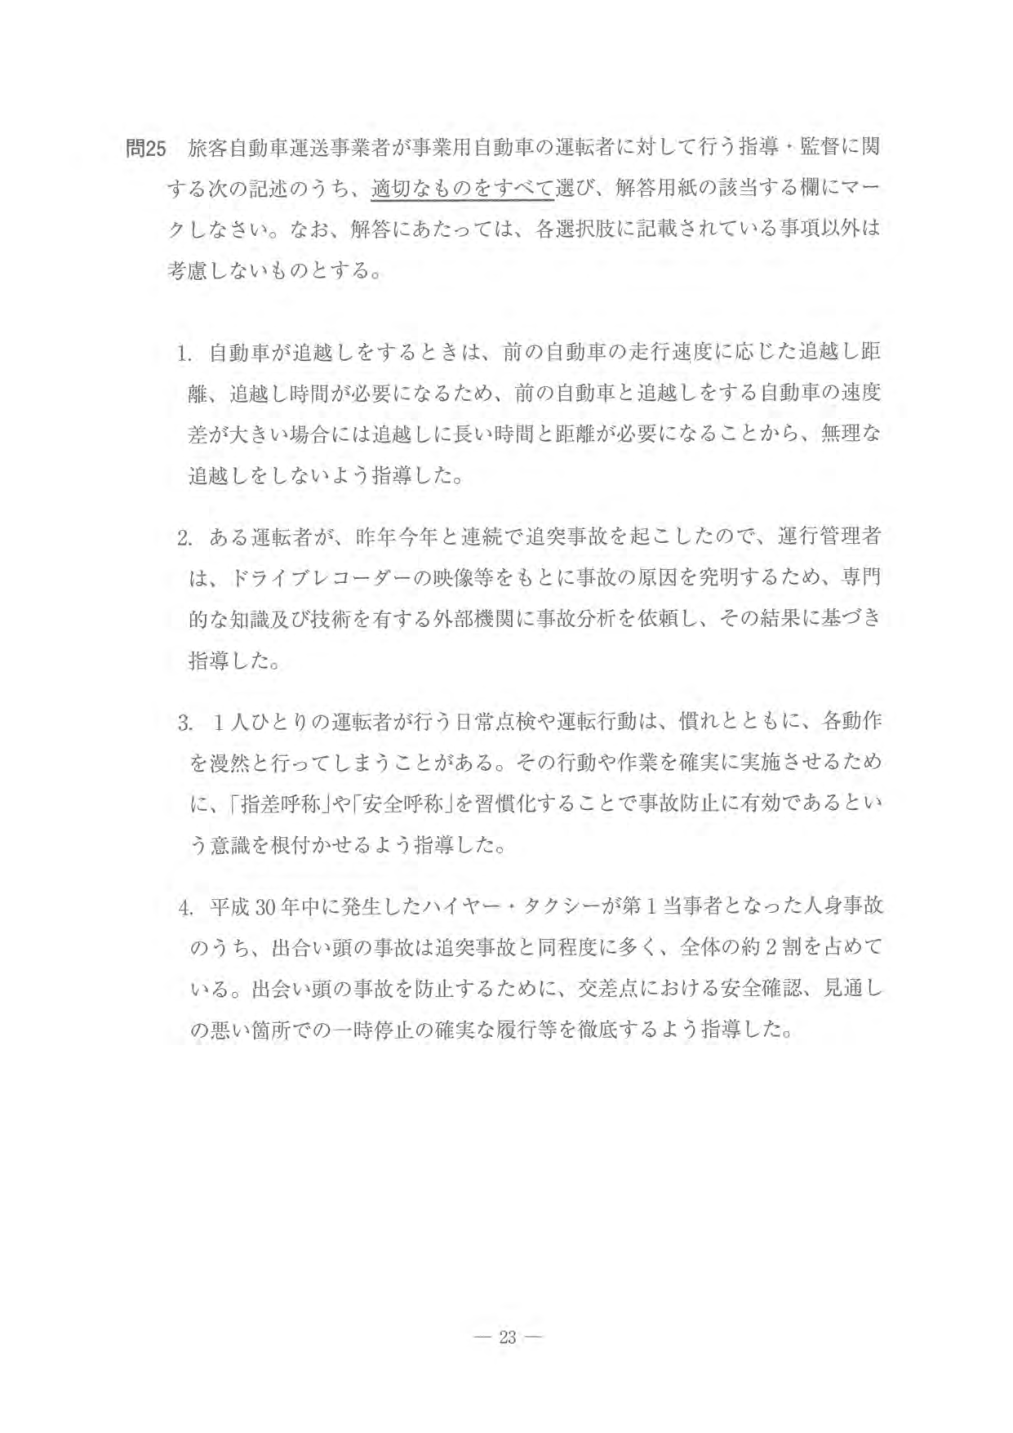 問25 旅客自動車運送事業者が事業用自動車の運転者に対して行う指導・監督に関
する次の記述のうち、適切なものをすべて選び、解答用紙の該当する欄にマー
クしなさい。なお、解答にあたっては、各選択肢に記載されている事項以外は
考慮しないものとする。
1. 自動車が追越しをするときは、前の自動車の走行速度に応じた追越し距
離、追越し時間が必要になるため、前の自動車と追越しをする自動車の速度
差が大きい場合には追越しに長い時間と距離が必要になることから、無理な
追越しをしないよう指導した。
2. ある運転者が、昨年今年と連続で追突事故を起こしたので、運行管理者
は、ドライブレコーダーの映像等をもとに事故の原因を究明するため、専門
的な知識及び技術を有する外部機関に事故分析を依頼し、その結果に基づき
指導した。
3. 1人ひとりの運転者が行う日常点検や運転行動は、慣れとともに、各動作
を漫然と行ってしまうことがある。その行動や作業を確実に実施させるため
に、「指差呼称」や「安全呼称」を習慣化することで事故防止に有効であるとい
う意識を根付かせるよう指導した。
4. 平成30年中に発生したハイヤー・タクシーが第1当事者となった人身事故
のうち、出合い頭の事故は追突事故と同程度に多く、全体の約2割を占めて
いる。出会い頭の事故を防止するために、交差点における安全確認、見通し
の悪い箇所での一時停止の確実な履行等を徹底するよう指導した。
— 23 —